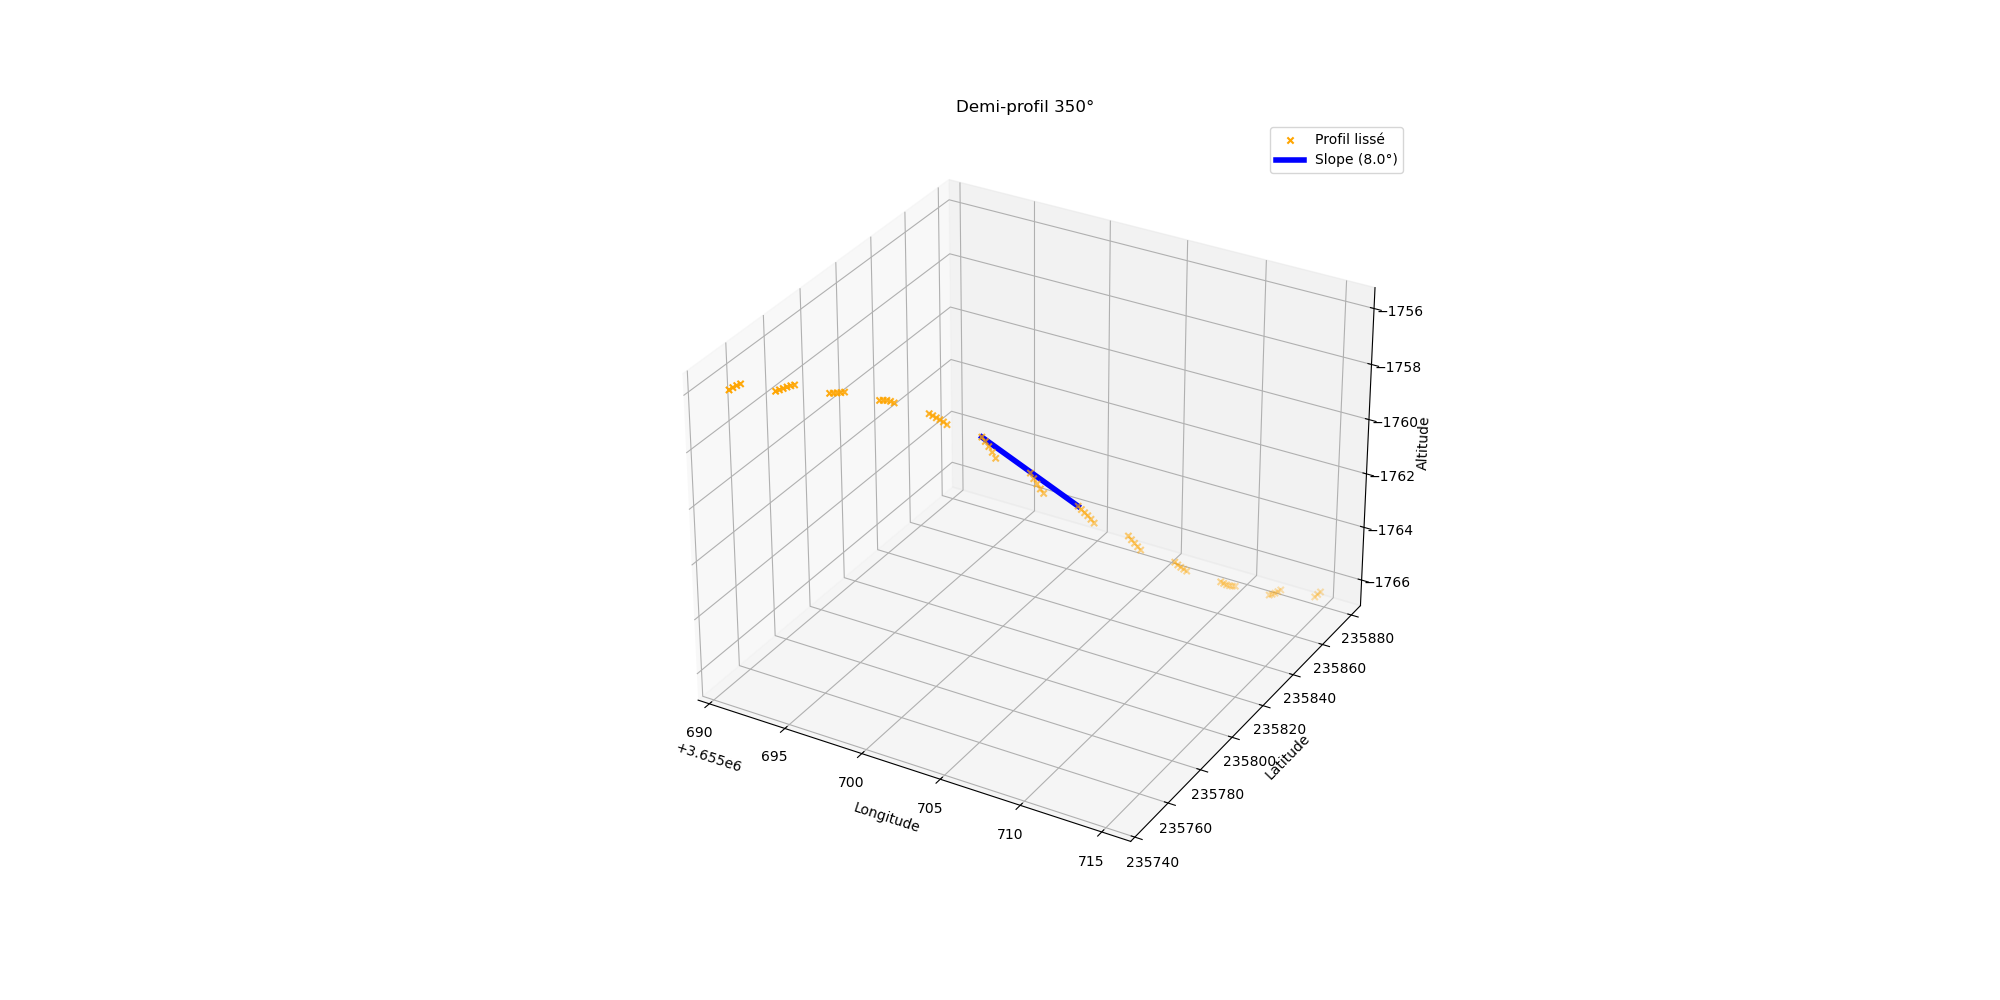 Demi-profil 350°
Profil lissé
Slope (8.0°)
−1756
−1758
−1760
−1762
−1764
−1766
Altitude
235880
235860
235840
235820
235800
235780
235760
235740
Latitude
690
695
700
705
710
715
+3.655e6
Longitude